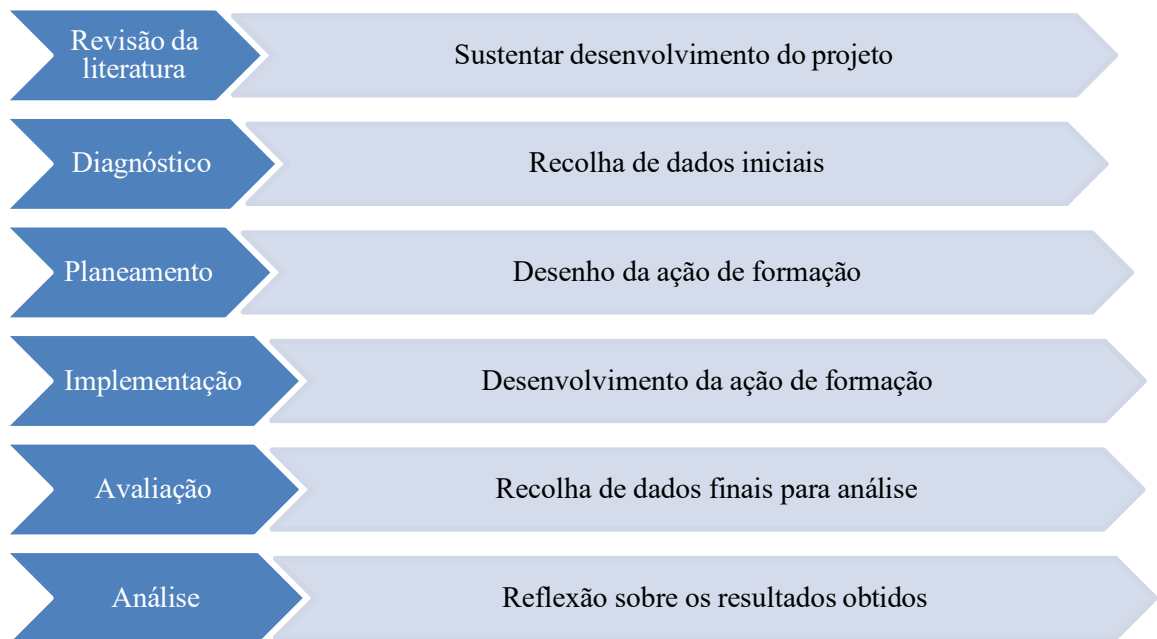 Revisão da
literatura
Sustentar desenvolvimento do projeto
Diagnóstico
Recolha de dados iniciais
Planeamento
Desenho da ação de formação
Implementação
Desenvolvimento da ação de formação
Avaliação
Recolha de dados finais para análise
Análise
Reflexão sobre os resultados obtidos